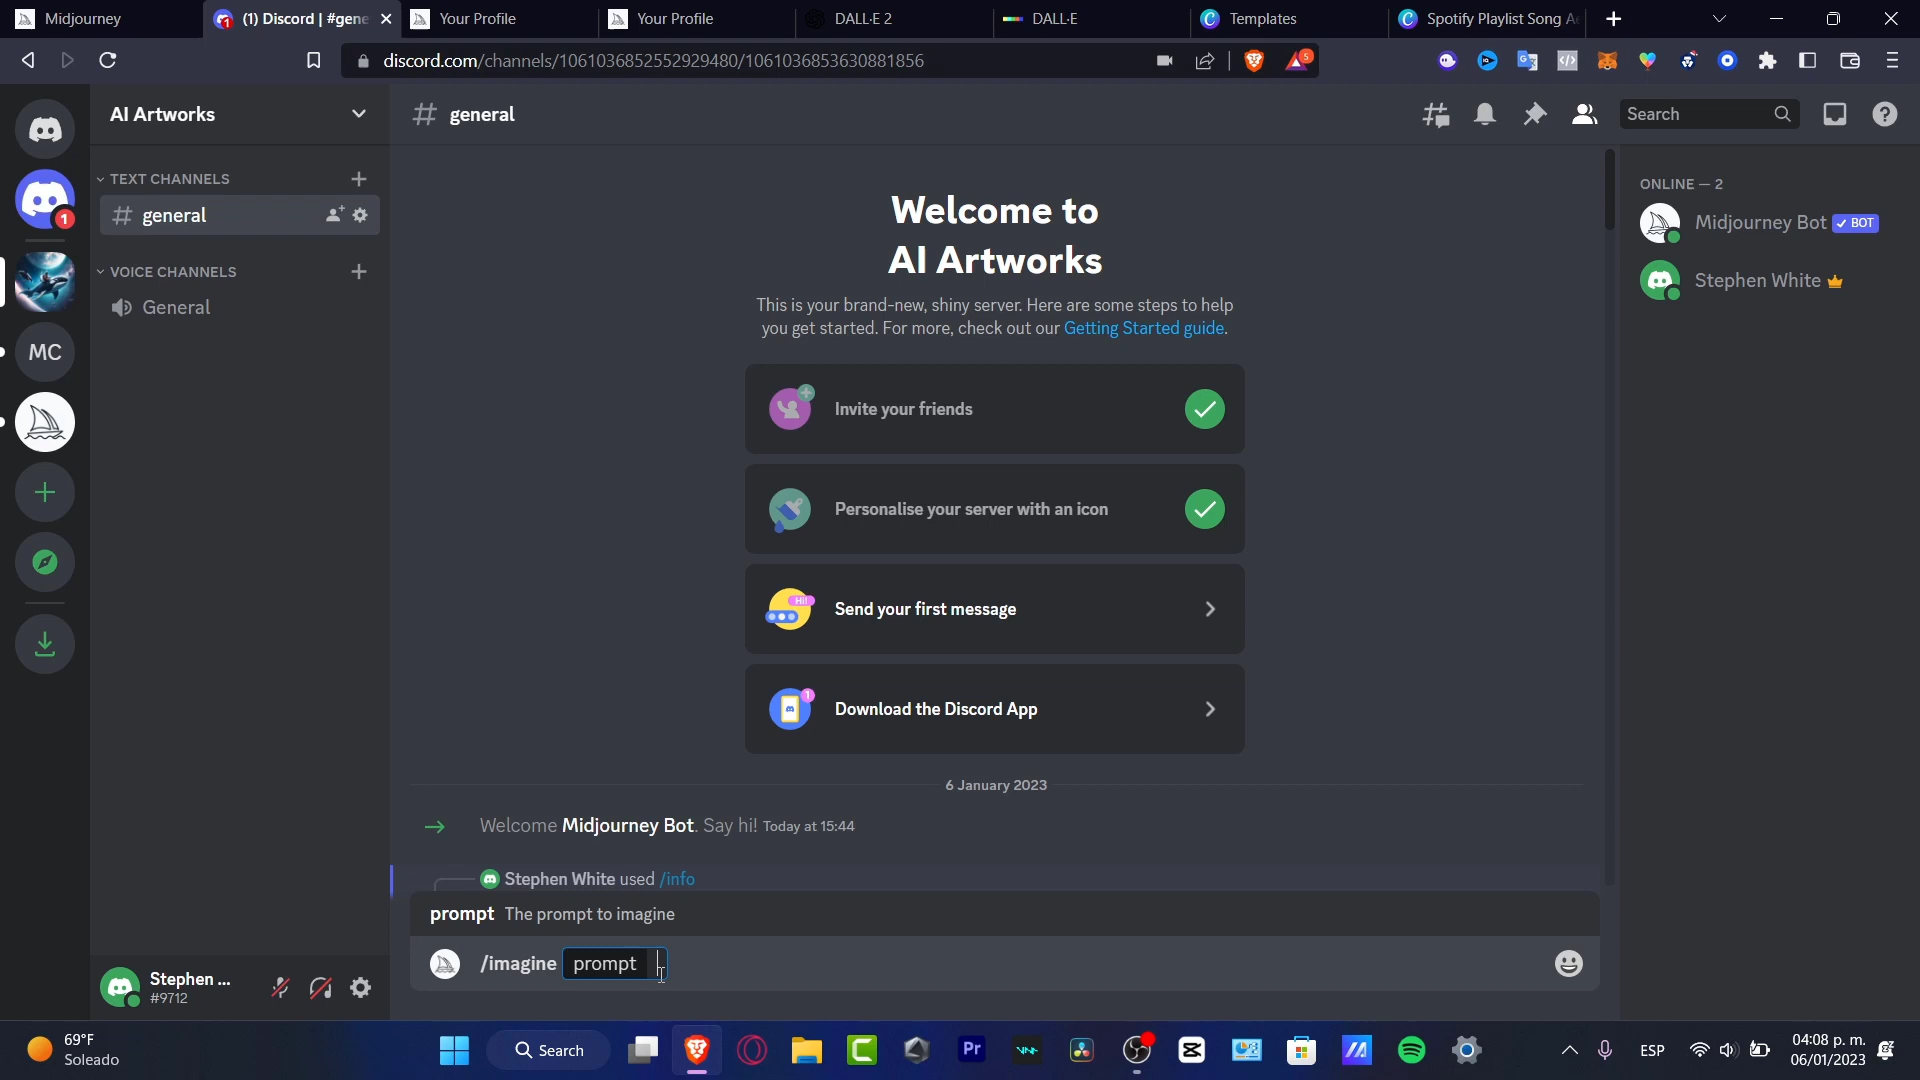 Midjourney
(1) Discord | #gene
Your Profile
Your Profile
DALL·E 2
DALL·E
Templates
Spotify Playlist Song A
discord.com/channels/1061036852552929480/1061036853630881856
5
AI Artworks
general
Search
TEXT CHANNELS
general
VOICE CHANNELS
General
1
MC
Welcome to
AI Artworks
This is your brand-new, shiny server. Here are some steps to help
you get started. For more, check out our Getting Started guide.
Invite your friends
Personalise your server with an icon
Hi!
Send your first message
1
Download the Discord App
6 January 2023
Welcome Midjourney Bot. Say hi! Today at 15:44
Stephen White used /info
prompt The prompt to imagine
/imagine prompt
ONLINE — 2
Midjourney Bot BOT
Stephen White
Stephen ...
#9712
69°F
Soleado
Search
Pr
ESP
04:08 p. m.
06/01/2023